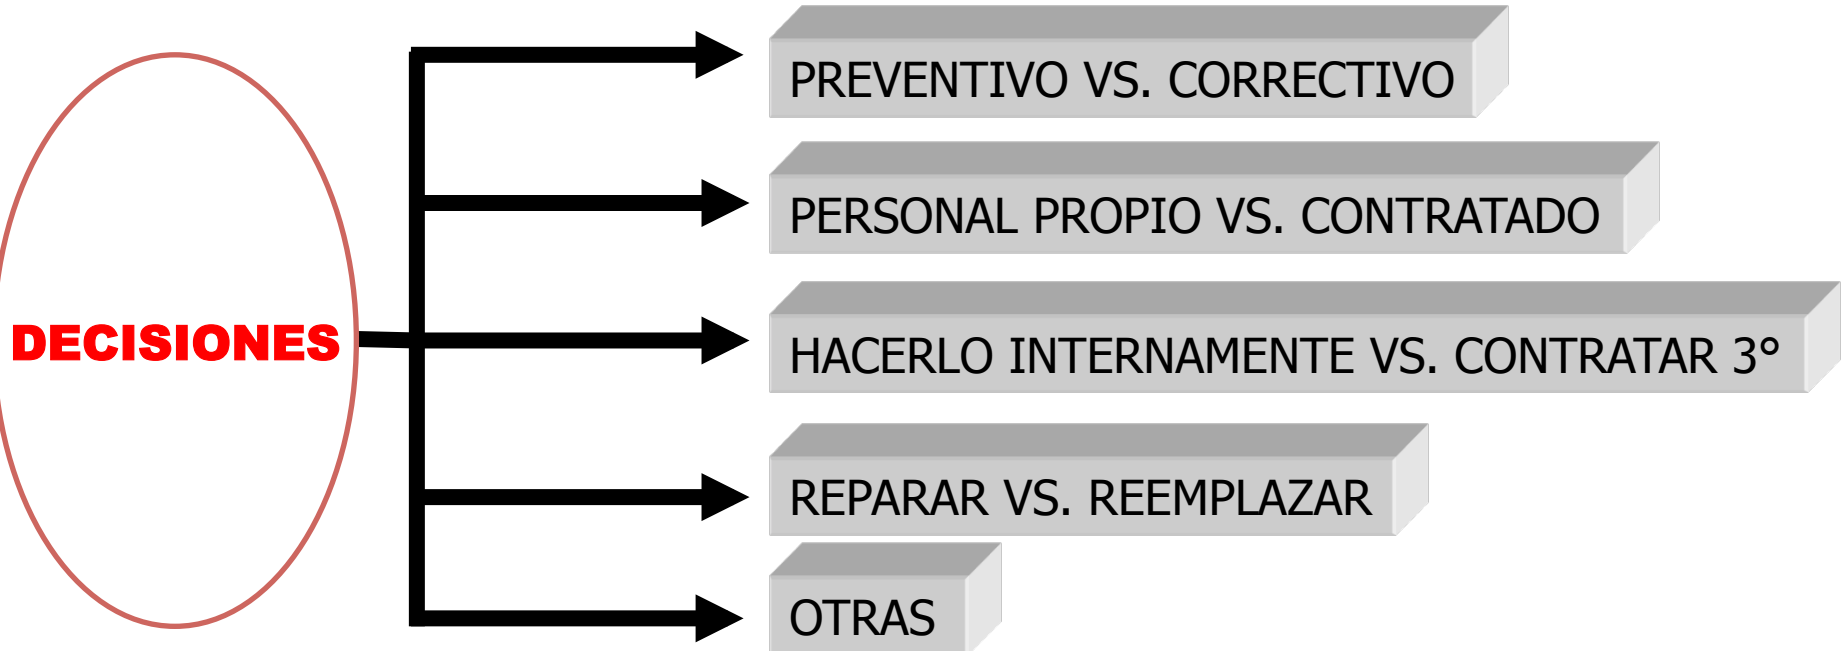 DECISIONES
PREVENTIVO VS. CORRECTIVO
PERSONAL PROPIO VS. CONTRATADO
HACERLO INTERNAMENTE VS. CONTRATAR 3°
REPARAR VS. REEMPLAZAR
OTRAS